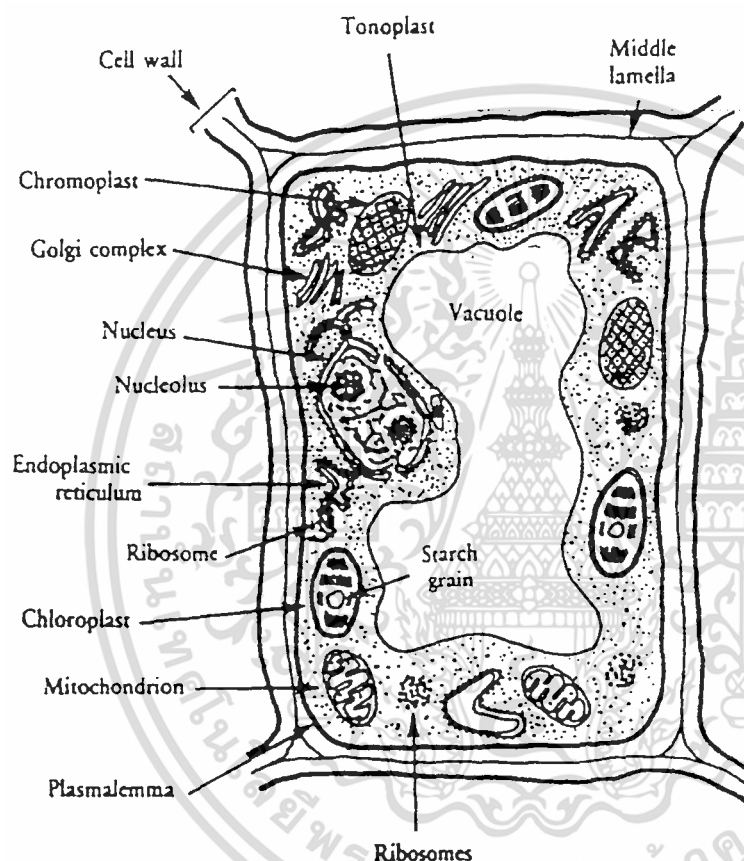 Tonoplast
Cell wall
Middle
lamella
Chromoplast
Golgi complex
Vacuole
Nucleus
Nucleolus
Endoplasmic
reticulum
Ribosome
Starch
grain
Chloroplast
Mitochondrion
Plasmalemma
Ribosomes